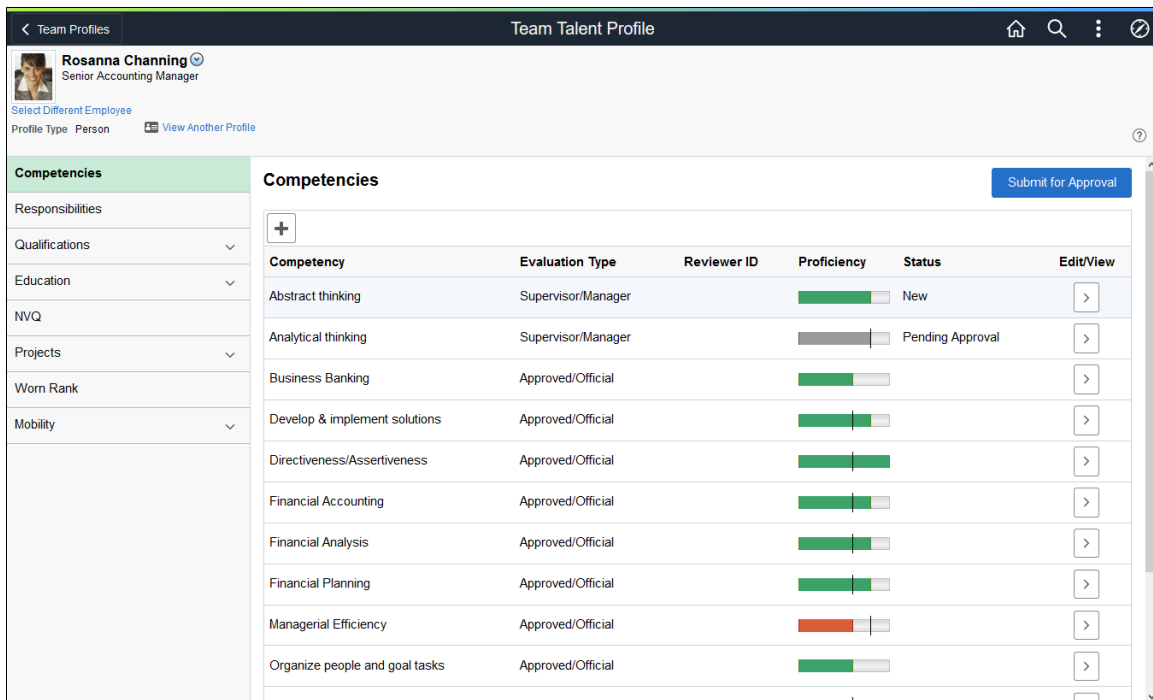 Team Profiles
Team Talent Profile
Rosanna Channing
Senior Accounting Manager
Select Different Employee
Profile Type Person View Another Profile
Competencies
Responsibilities
Qualifications
Education
NVQ
Projects
Worn Rank
Mobility
Competencies
Submit for Approval
Competency Evaluation Type Reviewer ID Proficiency Status Edit/View
Abstract thinking Supervisor/Manager New
Analytical thinking Supervisor/Manager Pending Approval
Business Banking Approved/Official
Develop & implement solutions Approved/Official
Directiveness/Assertiveness Approved/Official
Financial Accounting Approved/Official
Financial Analysis Approved/Official
Financial Planning Approved/Official
Managerial Efficiency Approved/Official
Organize people and goal tasks Approved/Official